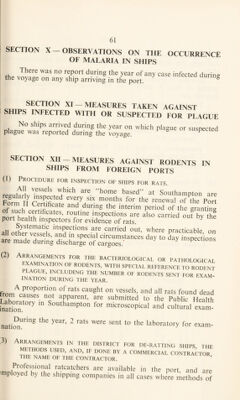 61
SECTION X — OBSERVATIONS ON THE OCCURRENCE
OF MALARIA IN SHIPS
There was no report during the year of any case infected during
the voyage on any ship arriving in the port.
SECTION XI — MEASURES TAKEN AGAINST
SHIPS INFECTED WITH OR SUSPECTED FOR PLAGUE
No ships arrived during the year on which plague or suspected
plague was reported during the voyage.
SECTION XII — MEASURES AGAINST RODENTS IN
SHIPS FROM FOREIGN PORTS
(1) PROCEDURE FOR INSPECTION OF SHIPS FOR RATS.
All vessels which are "home based" at Southampton are
regularly inspected every six months for the renewal of the Port
Form II Certificate and during the interim period of the granting
of such certificates, routine inspections are also carried out by the
port health inspectors for evidence of rats.
Systematic inspections are carried out, where practicable, on
all other vessels, and in special circumstances day to day inspections
are made during discharge of cargoes.
(2) ARRANGEMENTS FOR THE BACTERIOLOGICAL OR PATHOLOGICAL
EXAMINATION OF RODENTS, WITH SPECIAL REFERENCE TO RODENT
PLAGUE, INCLUDING THE NUMBER OF RODENTS SENT FOR EXAM-
INATION DURING THE YEAR.
A proportion of rats caught on vessels, and all rats found dead
from causes not apparent, are submitted to the Public Health
Laboratory in Southampton for microscopical and cultural exam-
ination.
During the year, 2 rats were sent to the laboratory for exam-
ination.
3) ARRANGEMENTS IN THE DISTRICT FOR DE-RATTING SHIPS, THE
METHODS USED, AND, IF DONE BY A COMMERCIAL CONTRACTOR,
THE NAME OF THE CONTRACTOR.
Professional ratcatchers are available in the port, and are
employed by the shipping companies in all cases where methods of